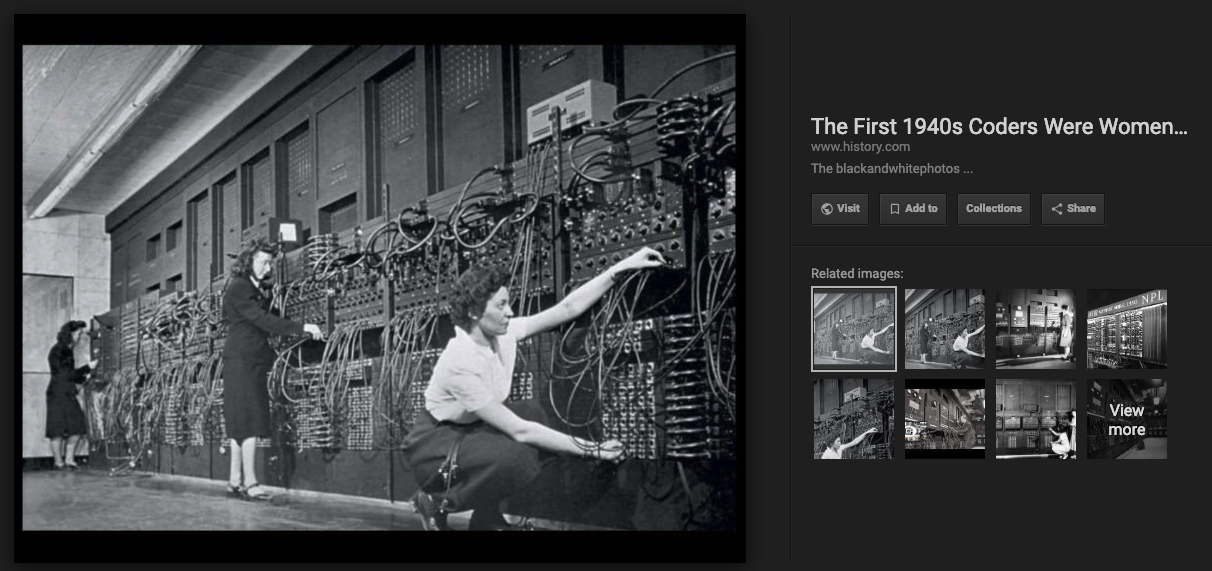 The First 1940s Coders Were Women...
www.history.com
The blackandwhitephotos ...
Visit
Add to
Collections
Share
Related images:
NPL
View
more